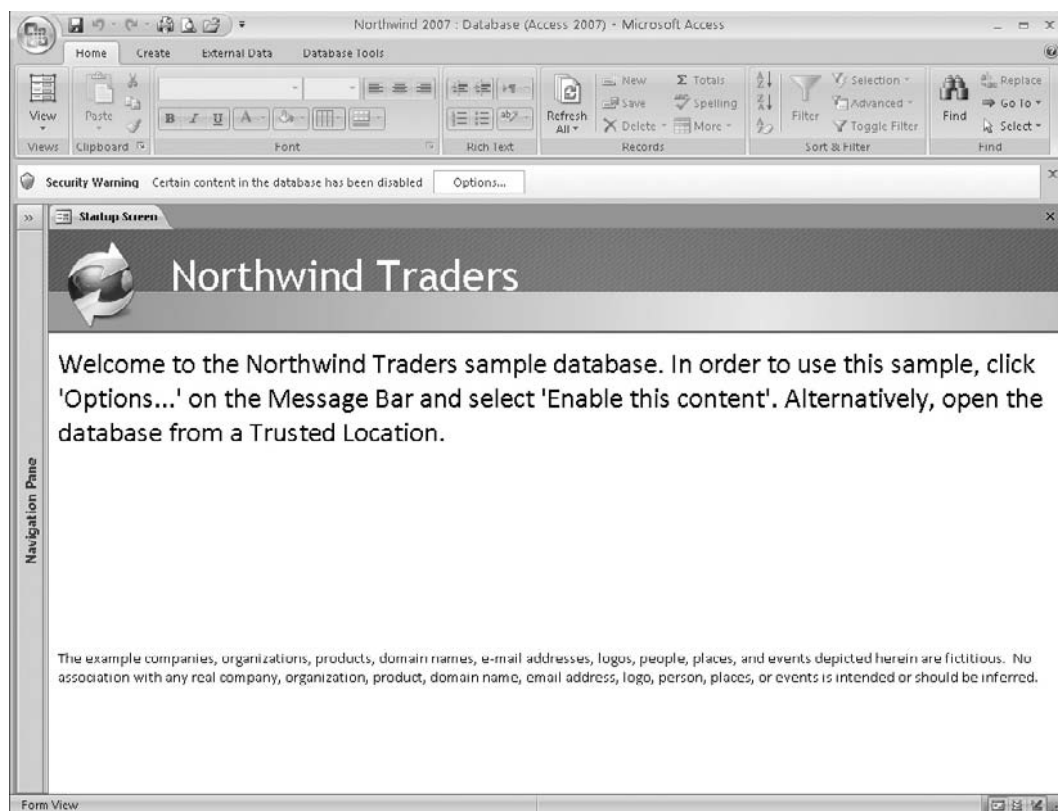 Northwind 2007 : Database (Access 2007) - Microsoft Access
Home Create External Data Database Tools
View
Paste
B I U A
ab
Refresh All
New
Save
Delete
Σ Totals
Spelling
More
Filter
Selection
Advanced
Toggle Filter
Find
Replace
Go To
Select
Views Clipboard Font Rich Text Records Sort & Filter Find
Security Warning Certain content in the database has been disabled Options...
Startup Screen
Northwind Traders
Welcome to the Northwind Traders sample database. In order to use this sample, click
'Options...' on the Message Bar and select 'Enable this content'. Alternatively, open the
database from a Trusted Location.
Navigation Pane
The example companies, organizations, products, domain names, e-mail addresses, logos, people, places, and events depicted herein are fictitious. No
association with any real company, organization, product, domain name, email address, logo, person, places, or events is intended or should be inferred.
Form View